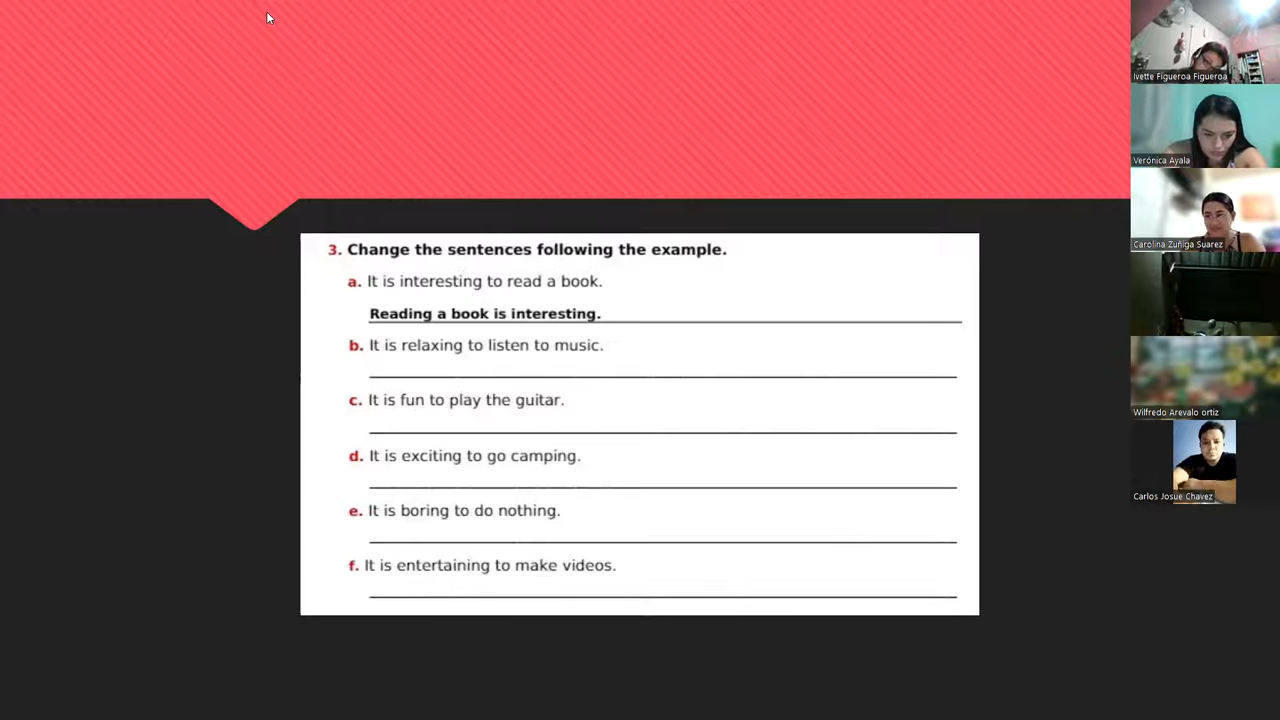 3. Change the sentences following the example.
a. It is interesting to read a book.
Reading a book is interesting.
b. It is relaxing to listen to music.
c. It is fun to play the guitar.
d. It is exciting to go camping.
e. It is boring to do nothing.
f. It is entertaining to make videos.
Ivette Figueroa Figueroa
Verónica Ayala
Carolina Zuñiga Suarez
Wilfredo Arevalo ortiz
Carlos Josue Chavez